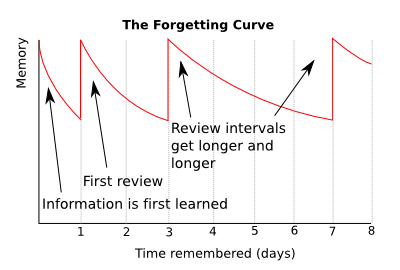 The Forgetting Curve
Memory
Review intervals
get longer and
longer
First review
Information is first learned
1 2 3 4 5 6 7 8
Time remembered (days)